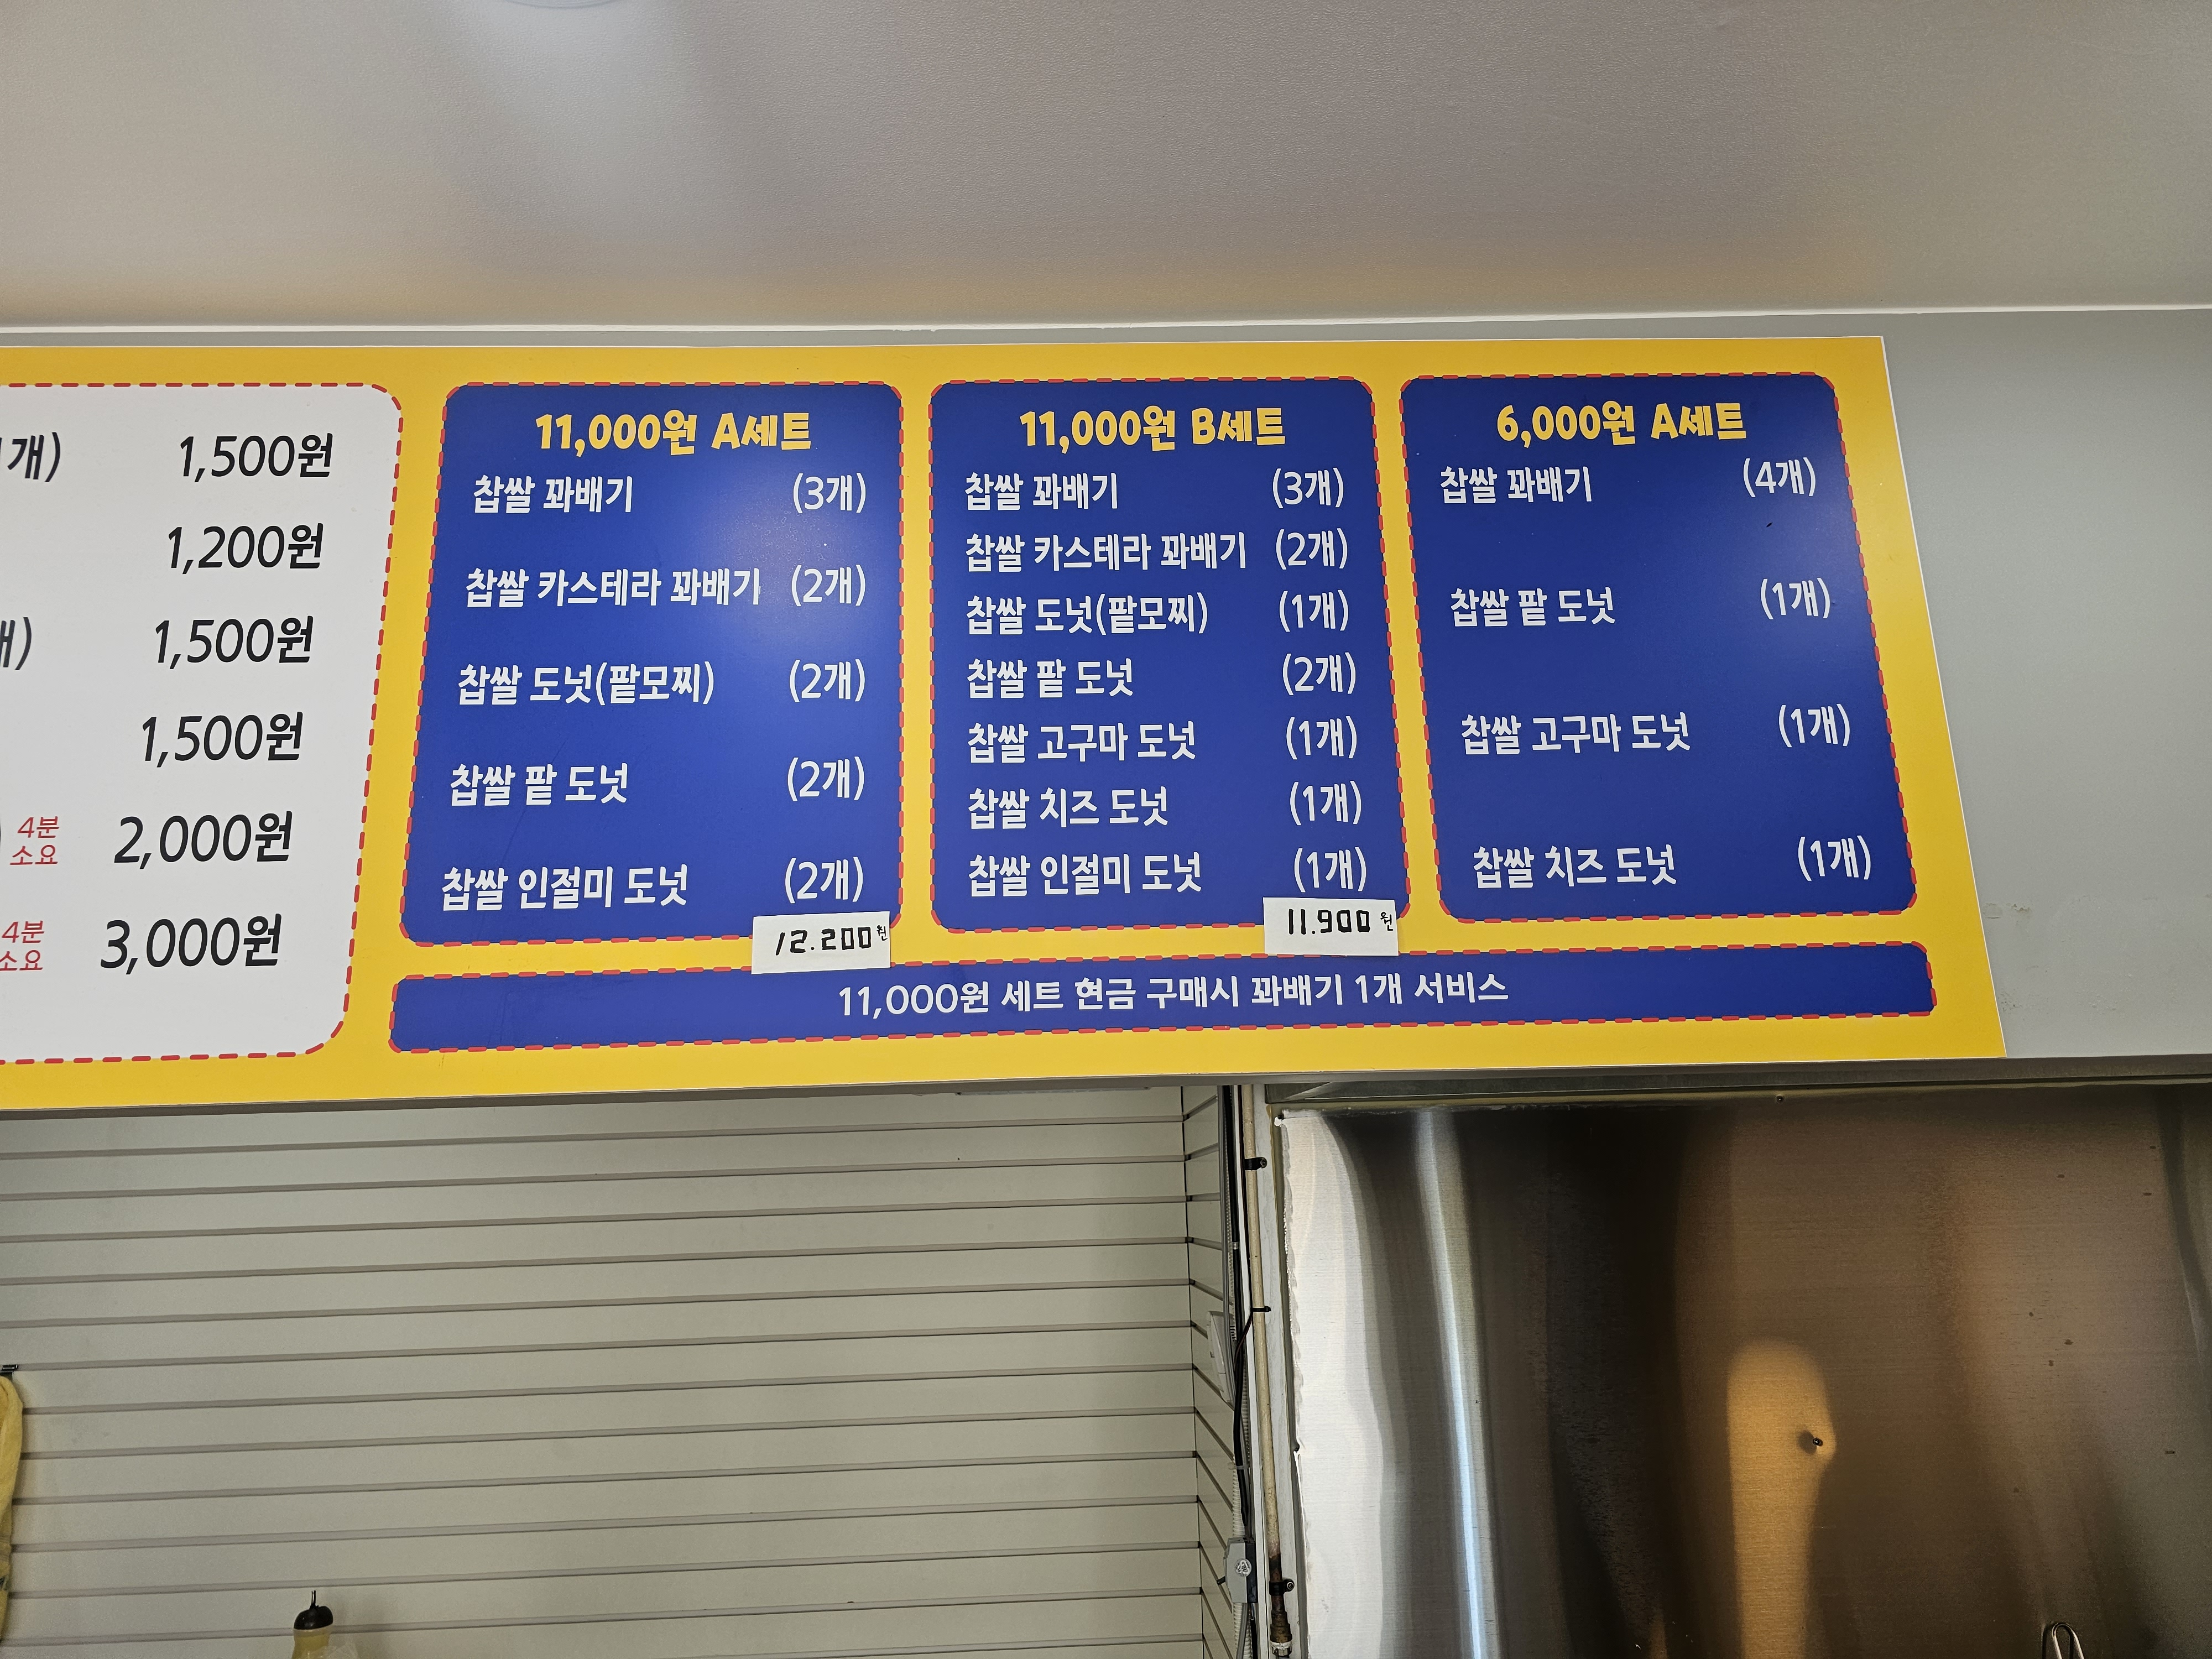 개) 1,500원
1,200원
) 1,500원
1,500원
4분 소요 2,000원
4분 소요 3,000원
11,000원 A세트
찹쌀 꽈배기 (3개)
찹쌀 카스테라 꽈배기 (2개)
찹쌀 도넛(팥모찌) (2개)
찹쌀 팥 도넛 (2개)
찹쌀 인절미 도넛 (2개)
12.200원
11,000원 B세트
찹쌀 꽈배기 (3개)
찹쌀 카스테라 꽈배기 (2개)
찹쌀 도넛(팥모찌) (1개)
찹쌀 팥 도넛 (2개)
찹쌀 고구마 도넛 (1개)
찹쌀 치즈 도넛 (1개)
찹쌀 인절미 도넛 (1개)
11.900원
6,000원 A세트
찹쌀 꽈배기 (4개)
찹쌀 팥 도넛 (1개)
찹쌀 고구마 도넛 (1개)
찹쌀 치즈 도넛 (1개)
11,000원 세트 현금 구매시 꽈배기 1개 서비스